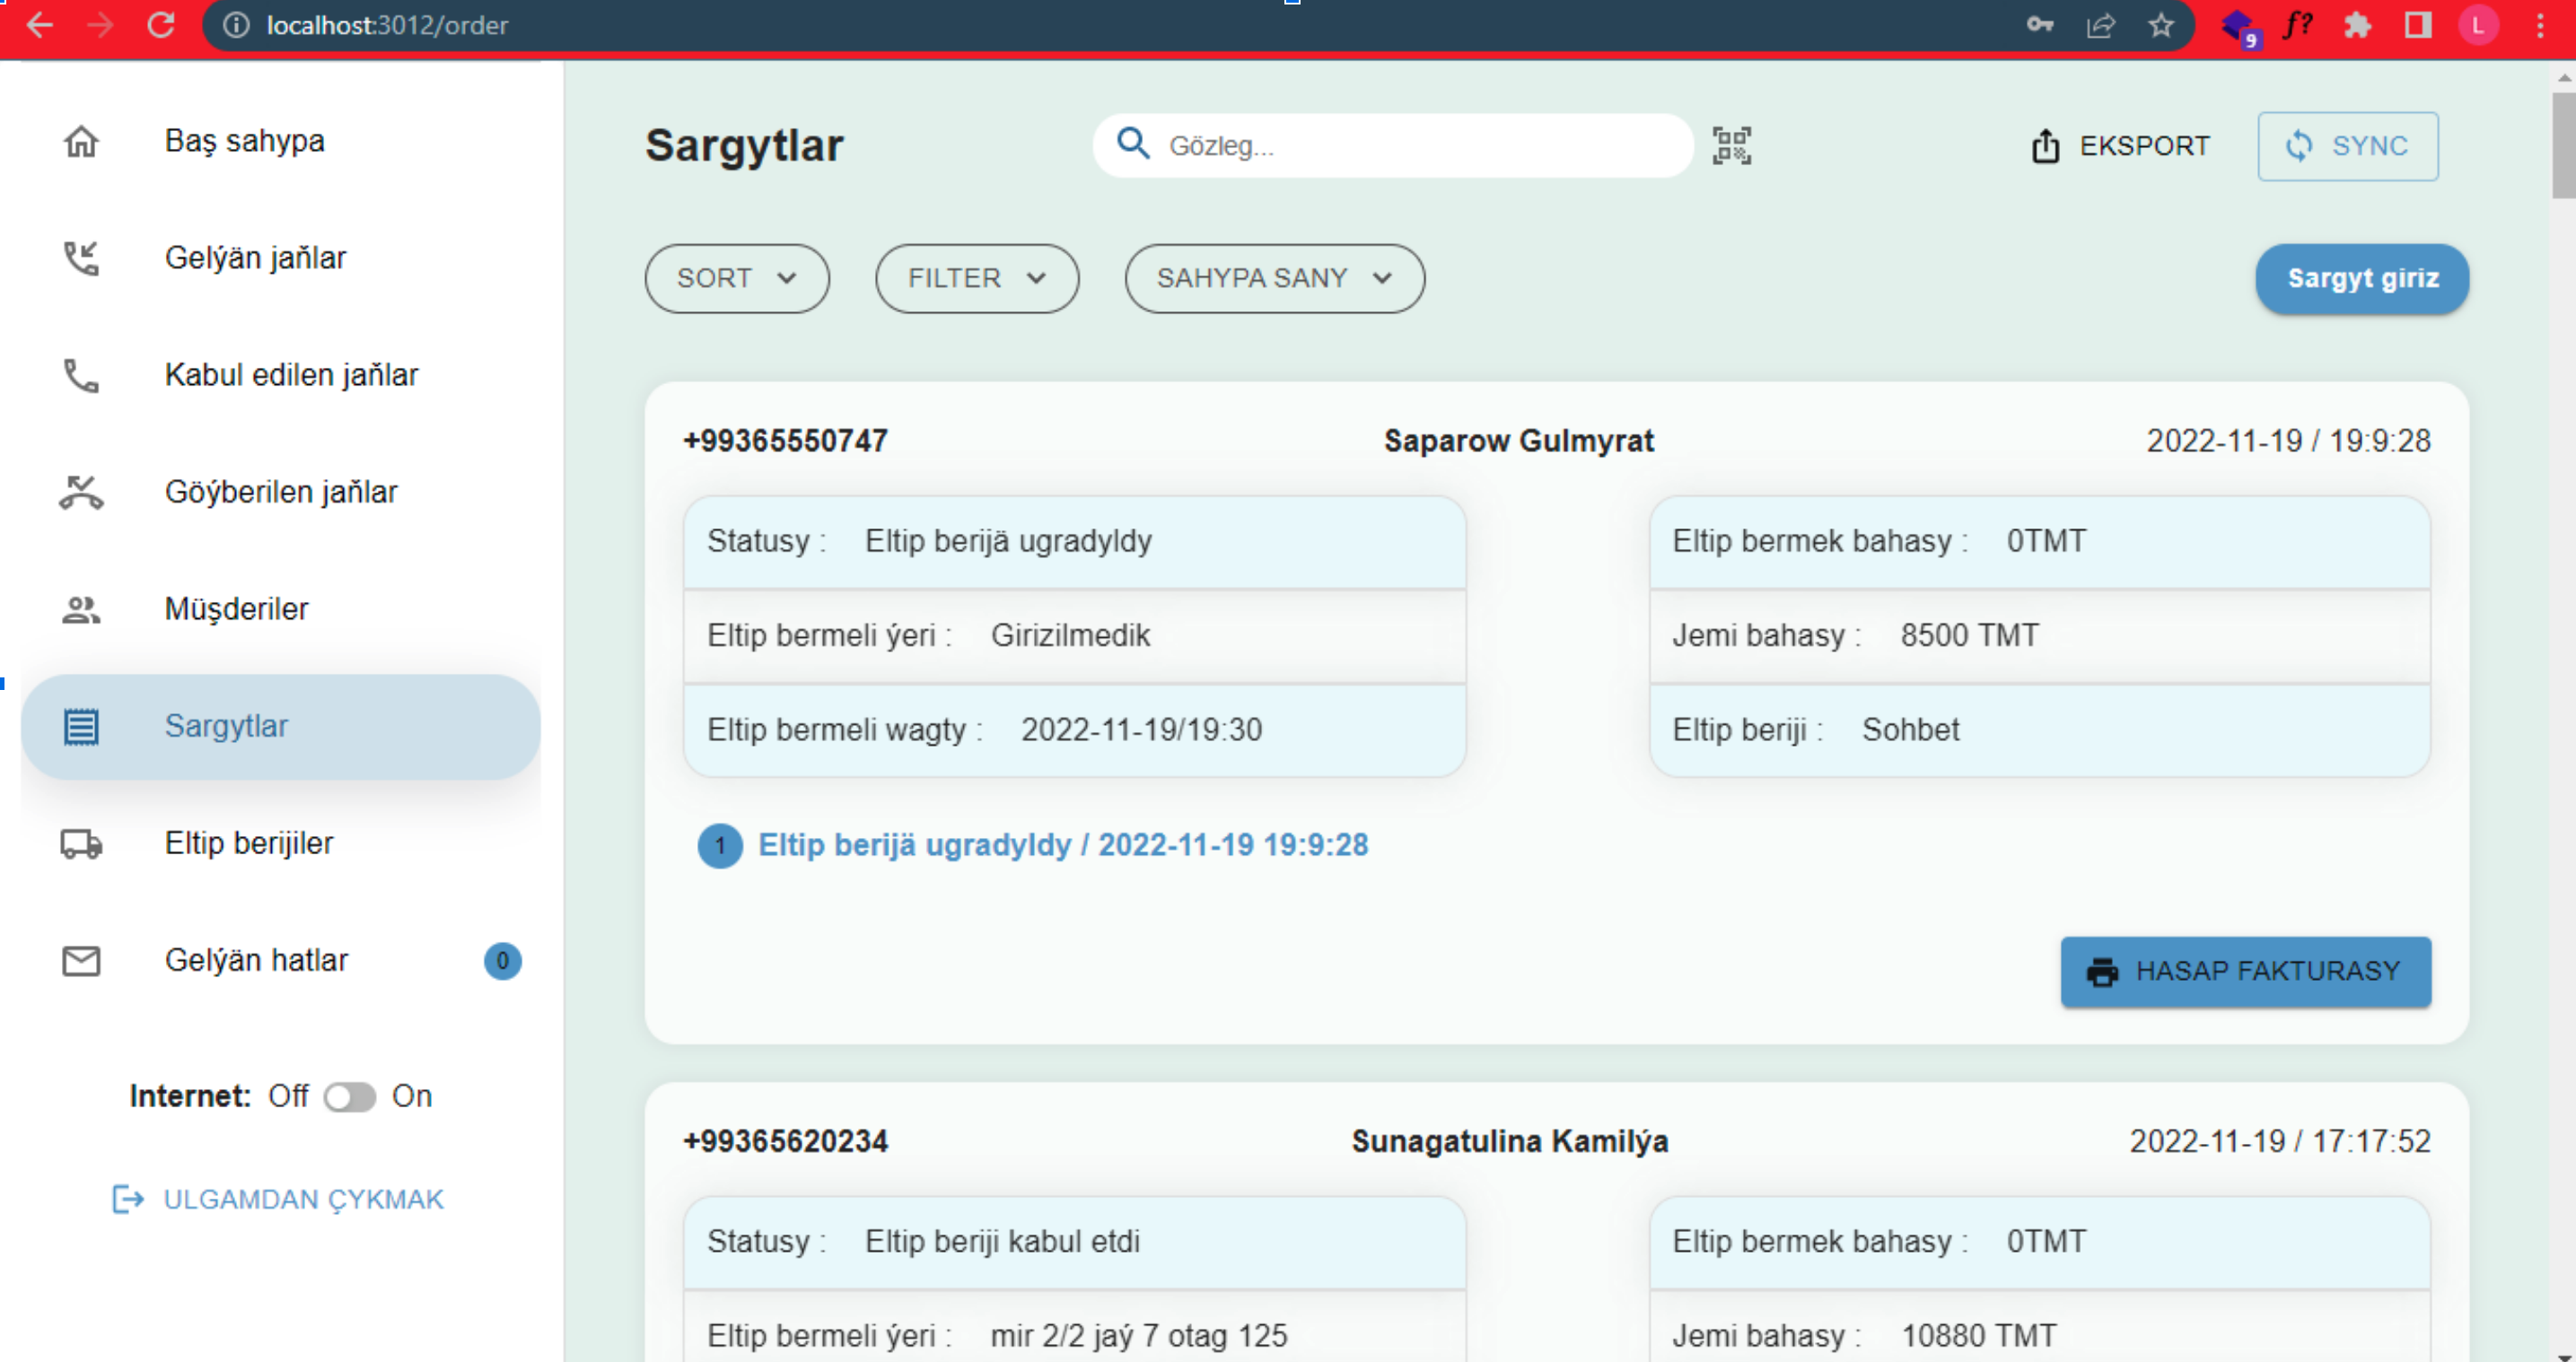 localhost:3012/order
9
f?
L
Baş sahypa
Gelýän jaňlar
Kabul edilen jaňlar
Göýberilen jaňlar
Müşderiler
Sargytlar
Eltip berijiler
Gelýän hatlar 0
Internet: Off On
ULGAMDAN ÇYKMAK
Sargytlar
Gözleg...
EKSPORT
SYNC
SORT
FILTER
SAHYPA SANY
Sargyt giriz
+99365550747 Saparow Gulmyrat 2022-11-19 / 19:9:28
Statusy : Eltip berijä ugradyldy
Eltip bermeli ýeri : Girizilmedik
Eltip bermeli wagty : 2022-11-19/19:30
Eltip bermek bahasy : 0TMT
Jemi bahasy : 8500 TMT
Eltip beriji : Sohbet
1 Eltip berijä ugradyldy / 2022-11-19 19:9:28
HASAP FAKTURASY
+99365620234 Sunagatulina Kamilýa 2022-11-19 / 17:17:52
Statusy : Eltip beriji kabul etdi
Eltip bermeli ýeri : mir 2/2 jaý 7 otag 125
Eltip bermek bahasy : 0TMT
Jemi bahasy : 10880 TMT